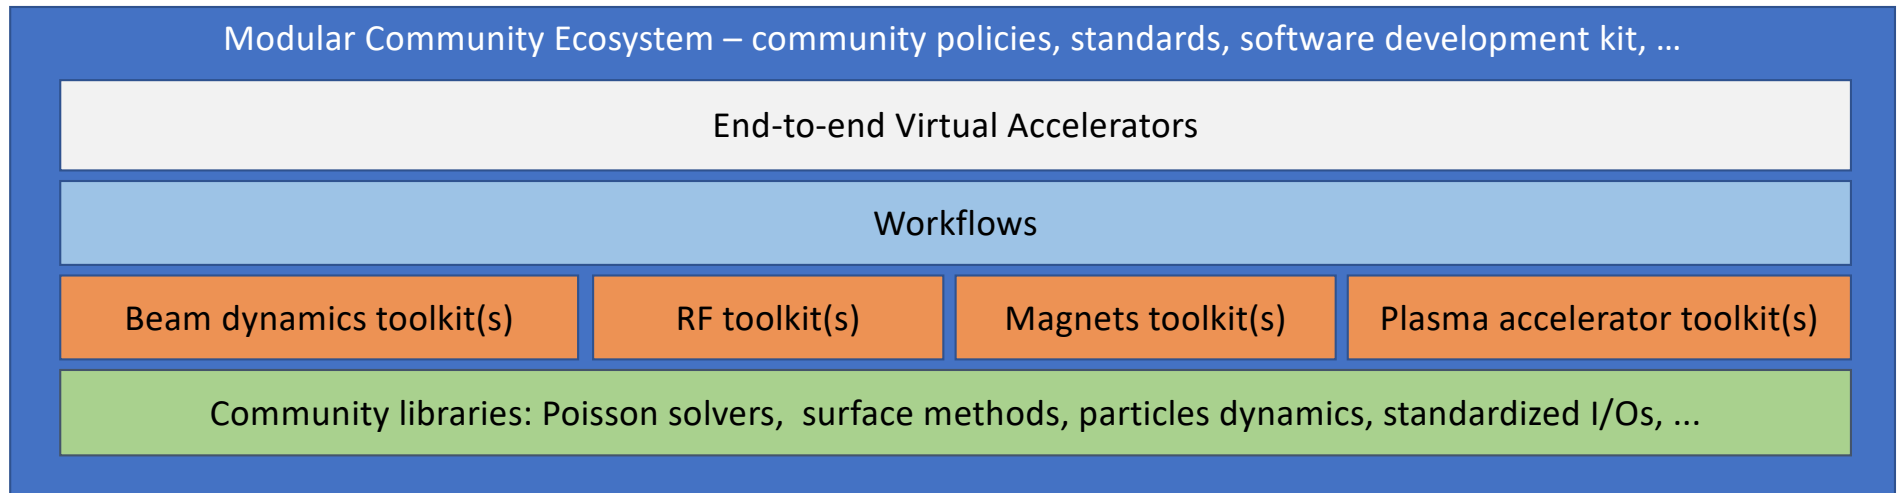 Modular Community Ecosystem – community policies, standards, software development kit, …
End-to-end Virtual Accelerators
Workflows
Beam dynamics toolkit(s)
RF toolkit(s)
Magnets toolkit(s)
Plasma accelerator toolkit(s)
Community libraries: Poisson solvers,  surface methods, particles dynamics, standardized I/Os, ...